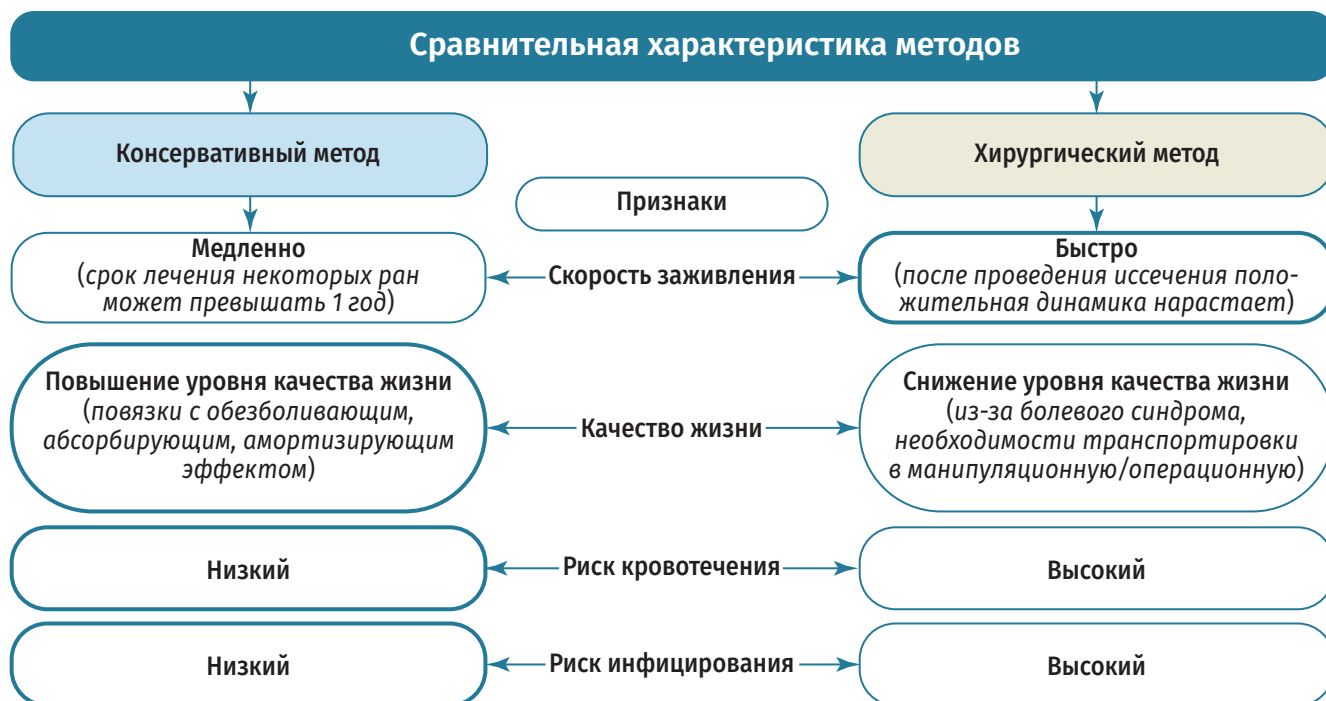 Сравнительная характеристика методов
Консервативный метод
Хирургический метод
Признаки
Медленно
(срок лечения некоторых ран
может превышать 1 год)
Скорость заживления
Быстро
(после проведения иссечения поло-
жительная динамика нарастает)
Повышение уровня качества жизни
(повязки с обезболивающим,
абсорбирующим, амортизирующим
эффектом)
Качество жизни
Снижение уровня качества жизни
(из-за болевого синдрома,
необходимости транспортировки
в манипуляционную/операционную)
Низкий
Риск кровотечения
Высокий
Низкий
Риск инфицирования
Высокий